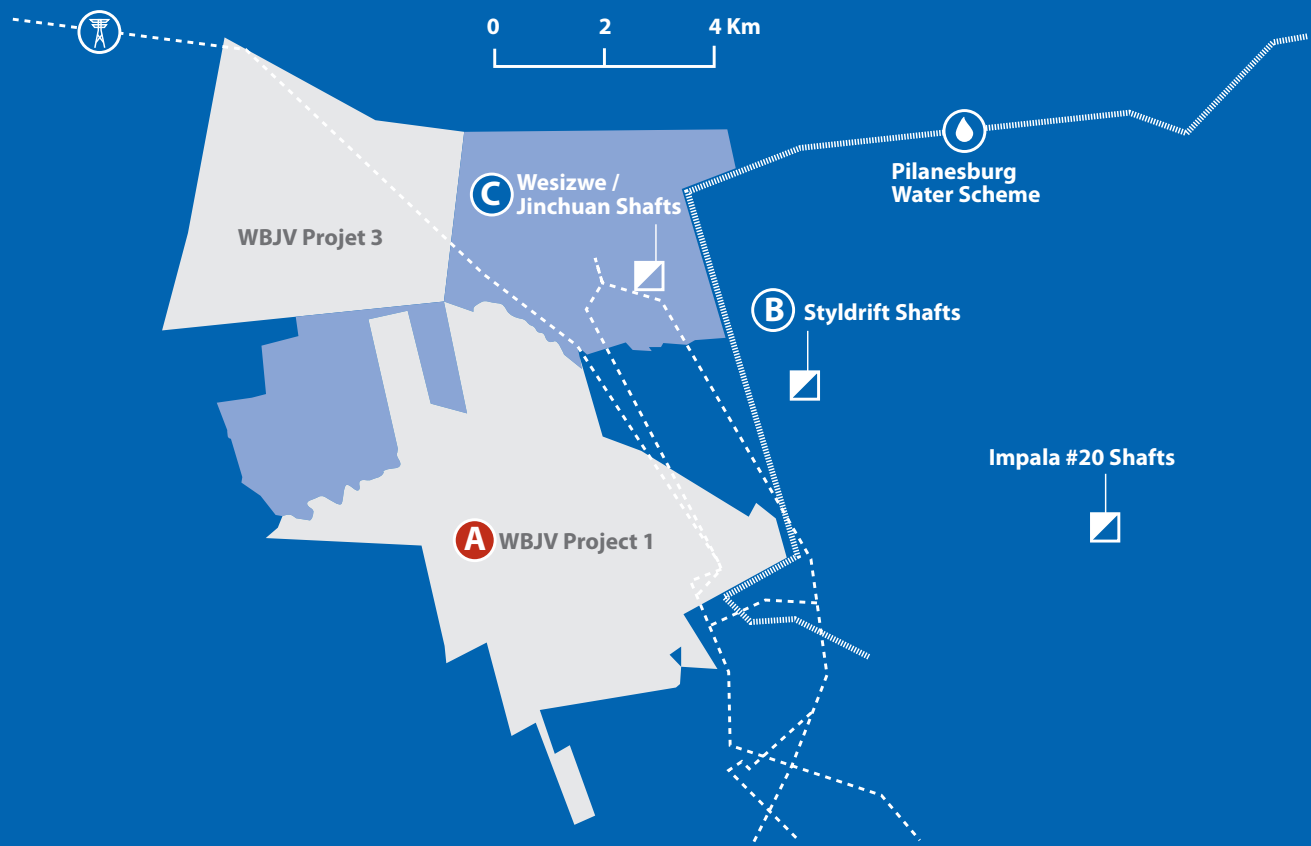 0 2 4 Km
Pilanesburg
Water Scheme
C Wesizwe /
Jinchuan Shafts
WBJV Projet 3
B Styldrift Shafts
Impala #20 Shafts
A WBJV Project 1